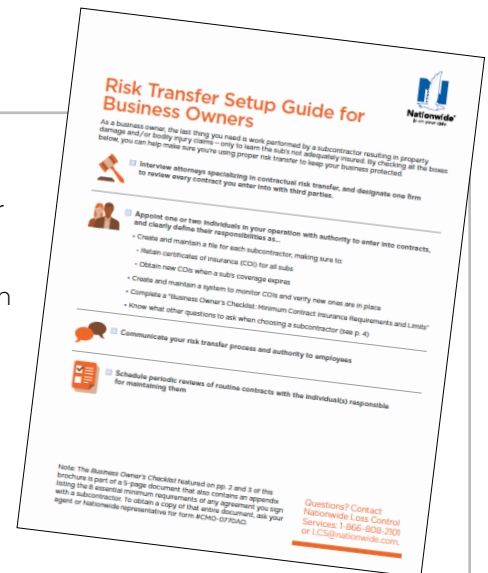 Nationwide®
is on your side
Risk Transfer Setup Guide for
Business Owners
As a business owner, the last thing you need is work performed by a subcontractor resulting in property
damage and/or bodily injury claims – only to learn the sub's not adequately insured. By checking all the boxes
below, you can help make sure you're using proper risk transfer to keep your business protected.
Interview attorneys specializing in contractual risk transfer, and designate one firm
to review every contract you enter into with third parties.
Appoint one or two individuals in your operation with authority to enter into contracts,
and clearly define their responsibilities as...
• Create and maintain a file for each subcontractor, making sure to:
• Retain certificates of insurance (COI) for all subs
• Obtain new COIs when a sub's coverage expires
• Create and maintain a system to monitor COIs and verify new ones are in place
• Complete a "Business Owner's Checklist: Minimum Contract Insurance Requirements and Limits"
• Know what other questions to ask when choosing a subcontractor (see p. 4)
Communicate your risk transfer process and authority to employees
Schedule periodic reviews of routine contracts with the individual(s) responsible
for maintaining them
Note: The Business Owner's Checklist featured on pp. 2 and 3 of this
brochure is part of a 5-page document that also contains an appendix
listing the 8 essential minimum requirements of any agreement you sign
with a subcontractor. To obtain a copy of that entire document, ask your
agent or Nationwide representative for form #CMO-0770AO.
Questions? Contact
Nationwide Loss Control
Services: 1-866-808-2101
or LCS@nationwide.com.